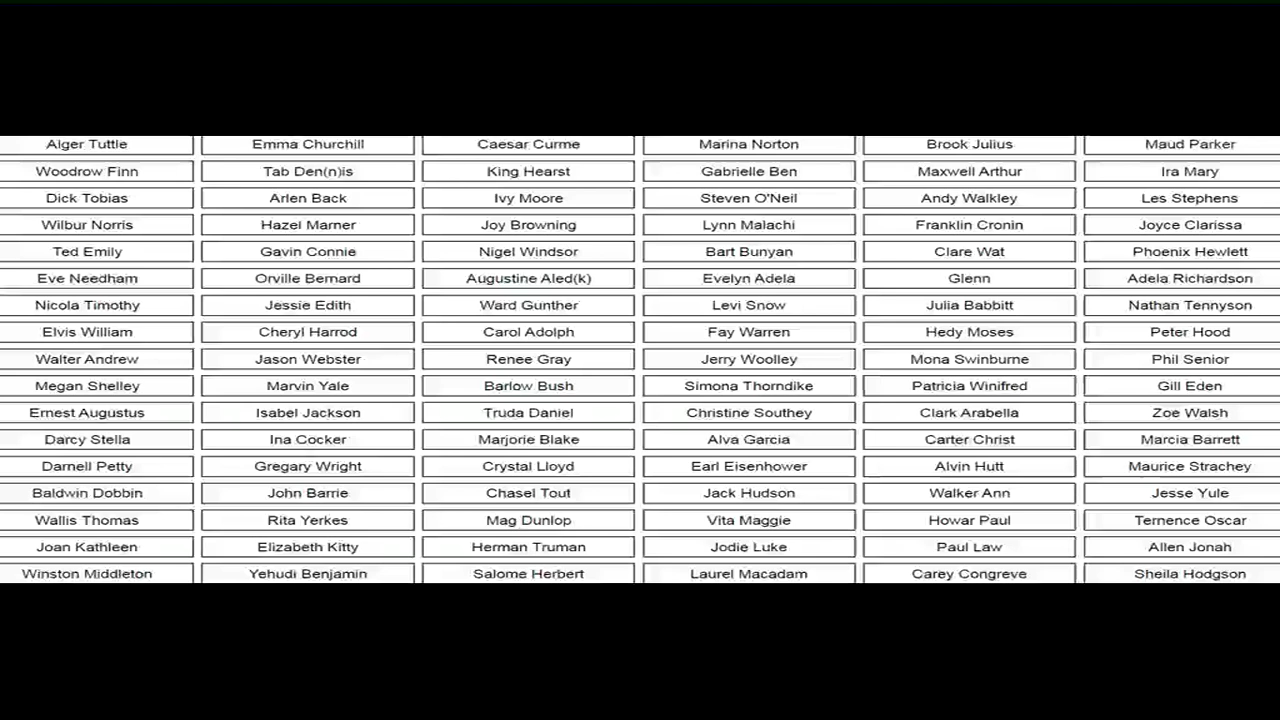 Alger Tuttle Emma Churchill Caesar Curme Marina Norton Brook Julius Maud Parker
Woodrow Finn Tab Den(n)is King Hearst Gabrielle Ben Maxwell Arthur Ira Mary
Dick Tobias Arlen Back Ivy Moore Steven O'Neil Andy Walkley Les Stephens
Wilbur Norris Hazel Marner Joy Browning Lynn Malachi Franklin Cronin Joyce Clarissa
Ted Emily Gavin Connie Nigel Windsor Bart Bunyan Clare Wat Phoenix Hewlett
Eve Needham Orville Bernard Augustine Aled(k) Evelyn Adela Glenn Adela Richardson
Nicola Timothy Jessie Edith Ward Gunther Levi Snow Julia Babbitt Nathan Tennyson
Elvis William Cheryl Harrod Carol Adolph Fay Warren Hedy Moses Peter Hood
Walter Andrew Jason Webster Renee Gray Jerry Woolley Mona Swinburne Phil Senior
Megan Shelley Marvin Yale Barlow Bush Simona Thorndike Patricia Winifred Gill Eden
Ernest Augustus Isabel Jackson Truda Daniel Christine Southey Clark Arabella Zoe Walsh
Darcy Stella Ina Cocker Marjorie Blake Alva Garcia Carter Christ Marcia Barrett
Darnell Petty Gregary Wright Crystal Lloyd Earl Eisenhower Alvin Hutt Maurice Strachey
Baldwin Dobbin John Barrie Chasel Tout Jack Hudson Walker Ann Jesse Yule
Wallis Thomas Rita Yerkes Mag Dunlop Vita Maggie Howar Paul Ternence Oscar
Joan Kathleen Elizabeth Kitty Herman Truman Jodie Luke Paul Law Allen Jonah
Winston Middleton Yehudi Benjamin Salome Herbert Laurel Macadam Carey Congreve Sheila Hodgson